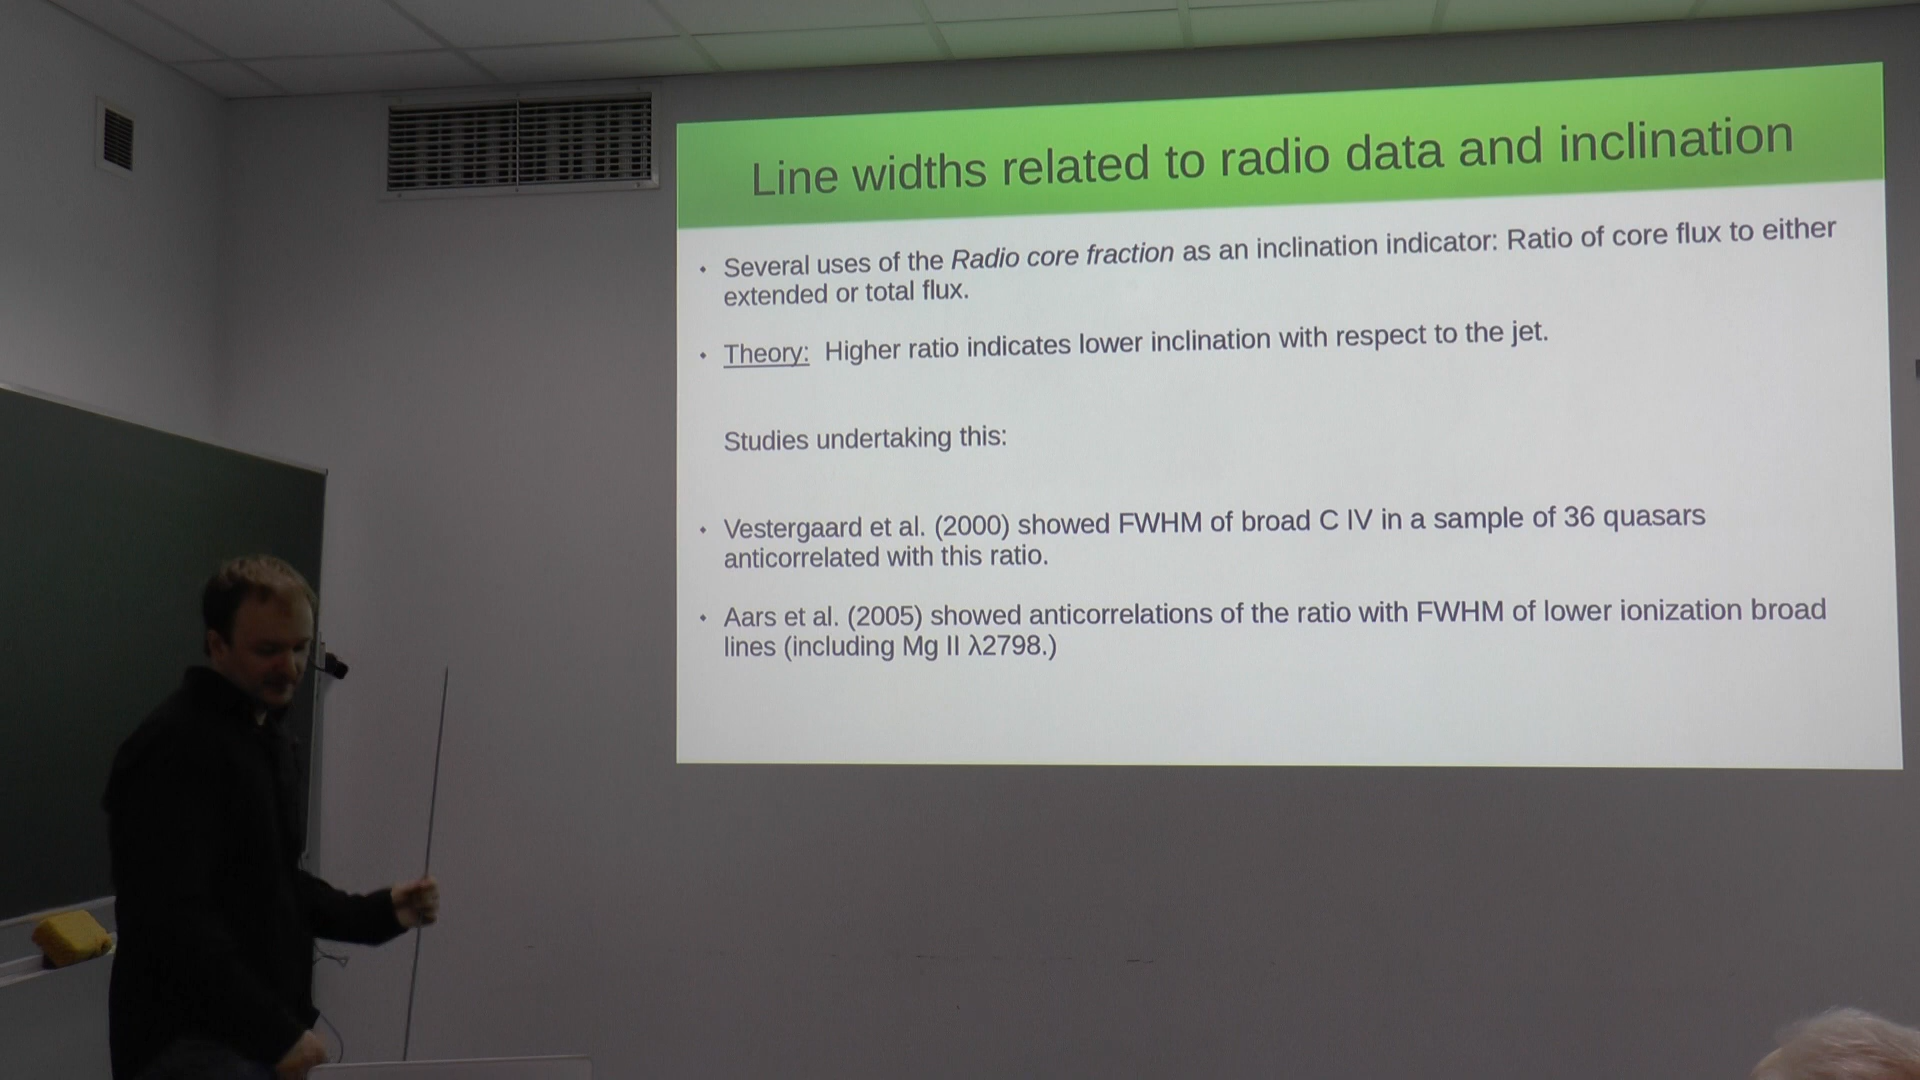 Line widths related to radio data and inclination
• Several uses of the Radio core fraction as an inclination indicator: Ratio of core flux to either
extended or total flux.
• Theory: Higher ratio indicates lower inclination with respect to the jet.
Studies undertaking this:
• Vestergaard et al. (2000) showed FWHM of broad C IV in a sample of 36 quasars
anticorrelated with this ratio.
• Aars et al. (2005) showed anticorrelations of the ratio with FWHM of lower ionization broad
lines (including Mg II λ2798.)